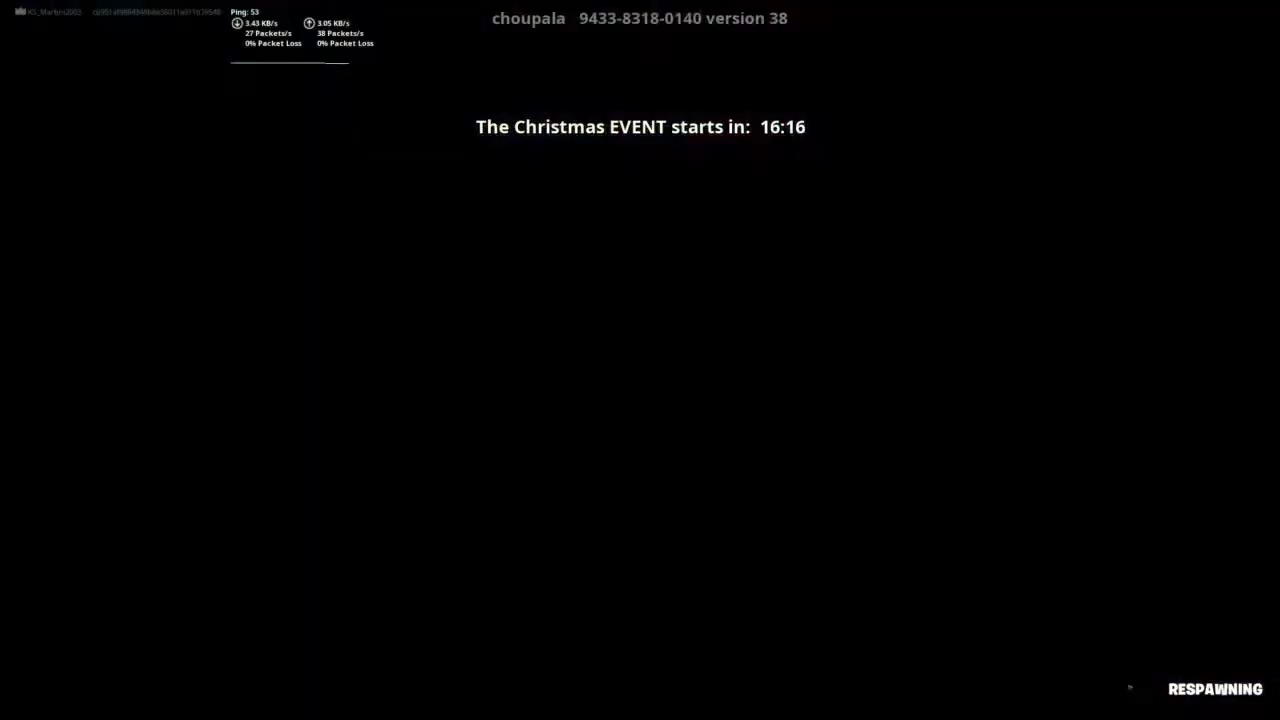 Ping: 53
3.43 KB/s 3.05 KB/s
27 Packets/s 38 Packets/s
0% Packet Loss 0% Packet Loss
choupala 9433-8318-0140 version 38
The Christmas EVENT starts in: 16:16
RESPAWNING